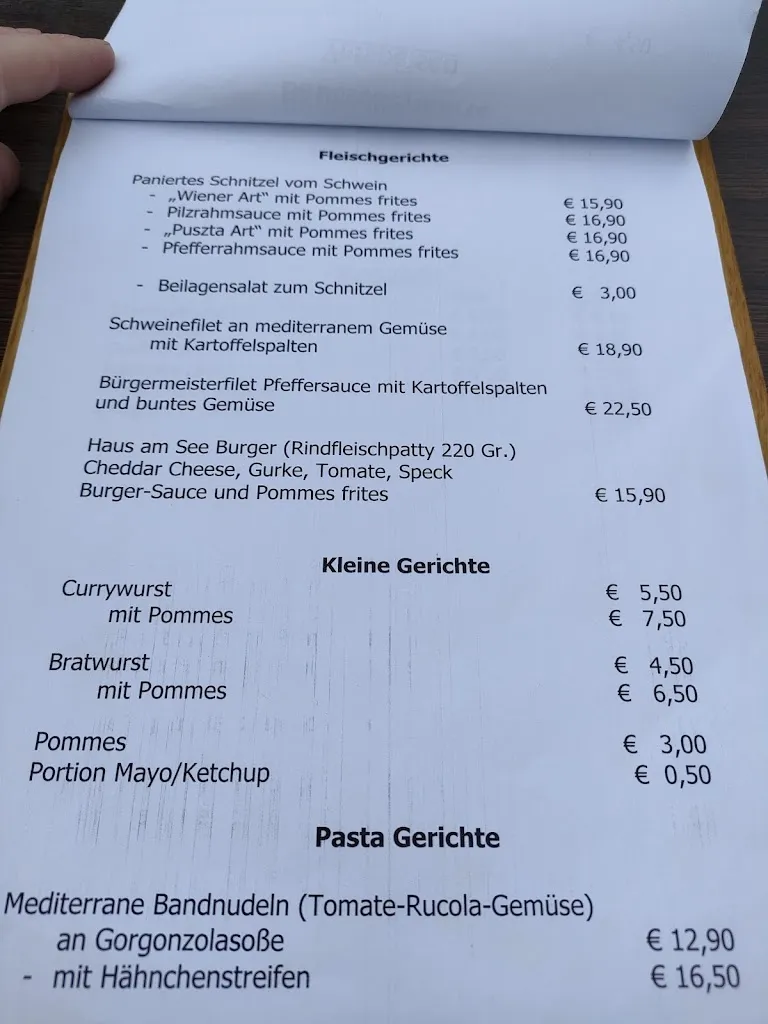 Fleischgerichte
Paniertes Schnitzel vom Schwein
- „Wiener Art“ mit Pommes frites € 15,90
- Pilzrahmsauce mit Pommes frites € 16,90
- „Puszta Art“ mit Pommes frites € 16,90
- Pfefferrahmsauce mit Pommes frites € 16,90
- Beilagensalat zum Schnitzel € 3,00
Schweinefilet an mediterranem Gemüse
mit Kartoffelspalten € 18,90
Bürgermeisterfilet Pfeffersauce mit Kartoffelspalten
und buntes Gemüse € 22,50
Haus am See Burger (Rindfleischpatty 220 Gr.)
Cheddar Cheese, Gurke, Tomate, Speck
Burger-Sauce und Pommes frites € 15,90
Kleine Gerichte
Currywurst € 5,50
mit Pommes € 7,50
Bratwurst € 4,50
mit Pommes € 6,50
Pommes € 3,00
Portion Mayo/Ketchup € 0,50
Pasta Gerichte
Mediterrane Bandnudeln (Tomate-Rucola-Gemüse)
an Gorgonzolasoße € 12,90
- mit Hähnchenstreifen € 16,50